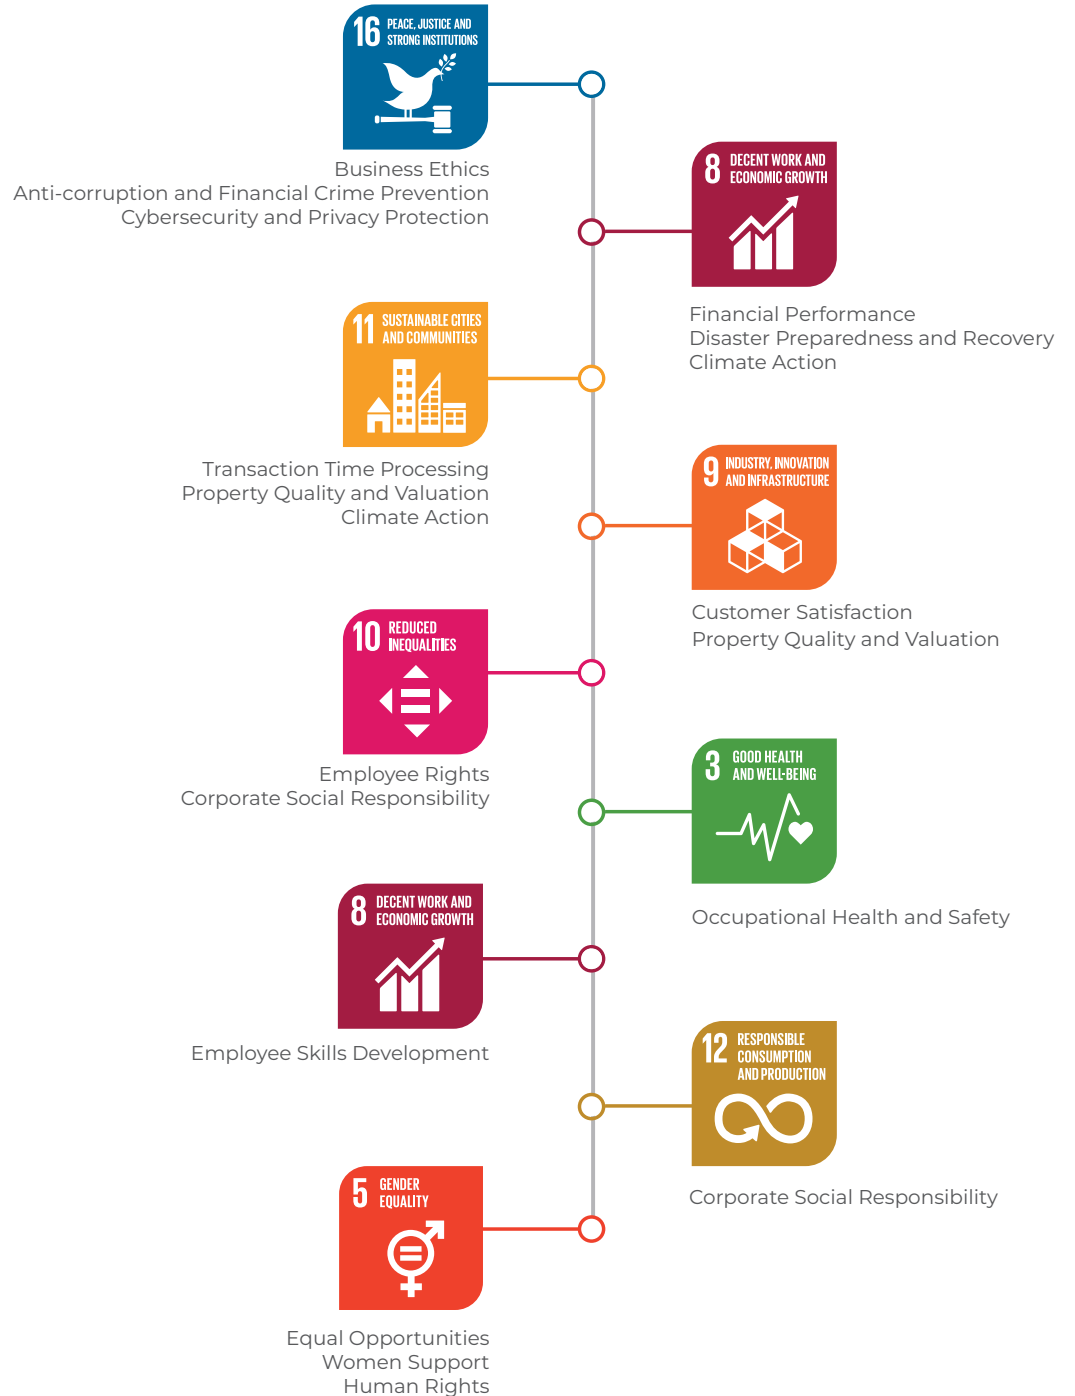 16 PEACE, JUSTICE AND
STRONG INSTITUTIONS
Business Ethics
Anti-corruption and Financial Crime Prevention
Cybersecurity and Privacy Protection
8 DECENT WORK AND
ECONOMIC GROWTH
Financial Performance
Disaster Preparedness and Recovery
Climate Action
11 SUSTAINABLE CITIES
AND COMMUNITIES
Transaction Time Processing
Property Quality and Valuation
Climate Action
9 INDUSTRY, INNOVATION
AND INFRASTRUCTURE
Customer Satisfaction
Property Quality and Valuation
10 REDUCED
INEQUALITIES
Employee Rights
Corporate Social Responsibility
3 GOOD HEALTH
AND WELL-BEING
Occupational Health and Safety
8 DECENT WORK AND
ECONOMIC GROWTH
Employee Skills Development
12 RESPONSIBLE
CONSUMPTION
AND PRODUCTION
Corporate Social Responsibility
5 GENDER
EQUALITY
Equal Opportunities
Women Support
Human Rights